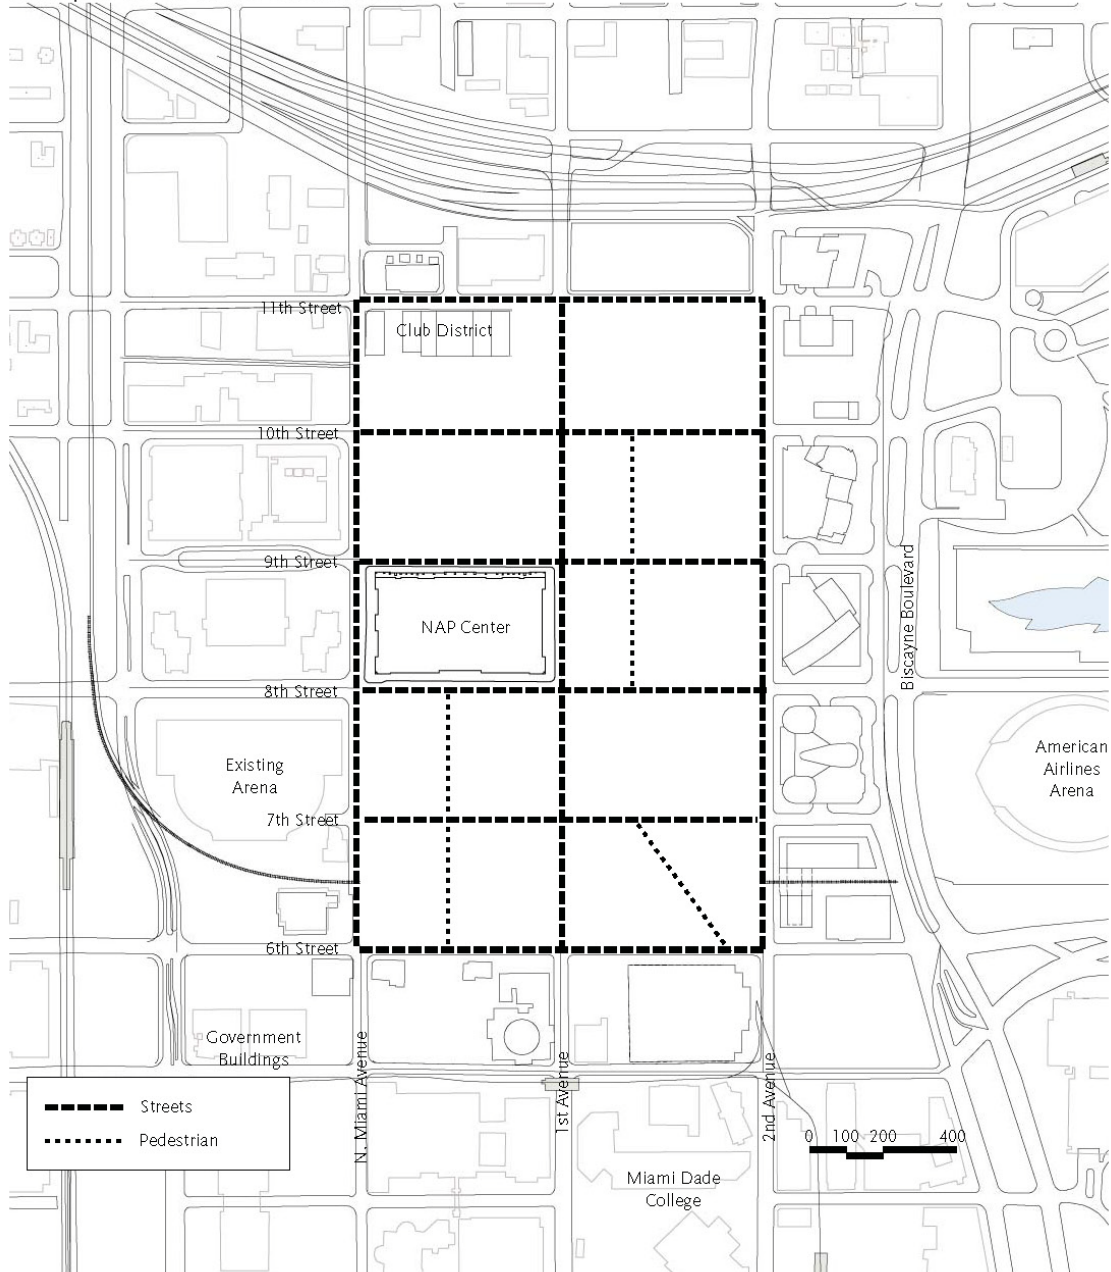 11th Street
Club District
10th Street
9th Street
NAP Center
Biscayne Boulevard
8th Street
Existing
Arena
American
Airlines
Arena
7th Street
6th Street
Government
Buildings
N. Miami Avenue
1st Avenue
2nd Avenue
Streets
Pedestrian
0 100 200 400
Miami Dade
College